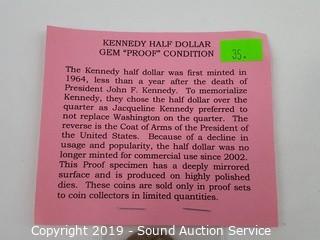 KENNEDY HALF DOLLAR
GEM "PROOF" CONDITION
35.
The Kennedy half dollar was first minted in
1964, less than a year after the death of
President John F. Kennedy. To memorialize
Kennedy, they chose the half dollar over the
quarter as Jacqueline Kennedy preferred to
not replace Washington on the quarter. The
reverse is the Coat of Arms of the President of
the United States. Because of a decline in
usage and popularity, the half dollar was no
longer minted for commercial use since 2002.
This Proof specimen has a deeply mirrored
surface and is produced on highly polished
dies. These coins are sold only in proof sets
to coin collectors in limited quantities.
Copyright 2019 - Sound Auction Service